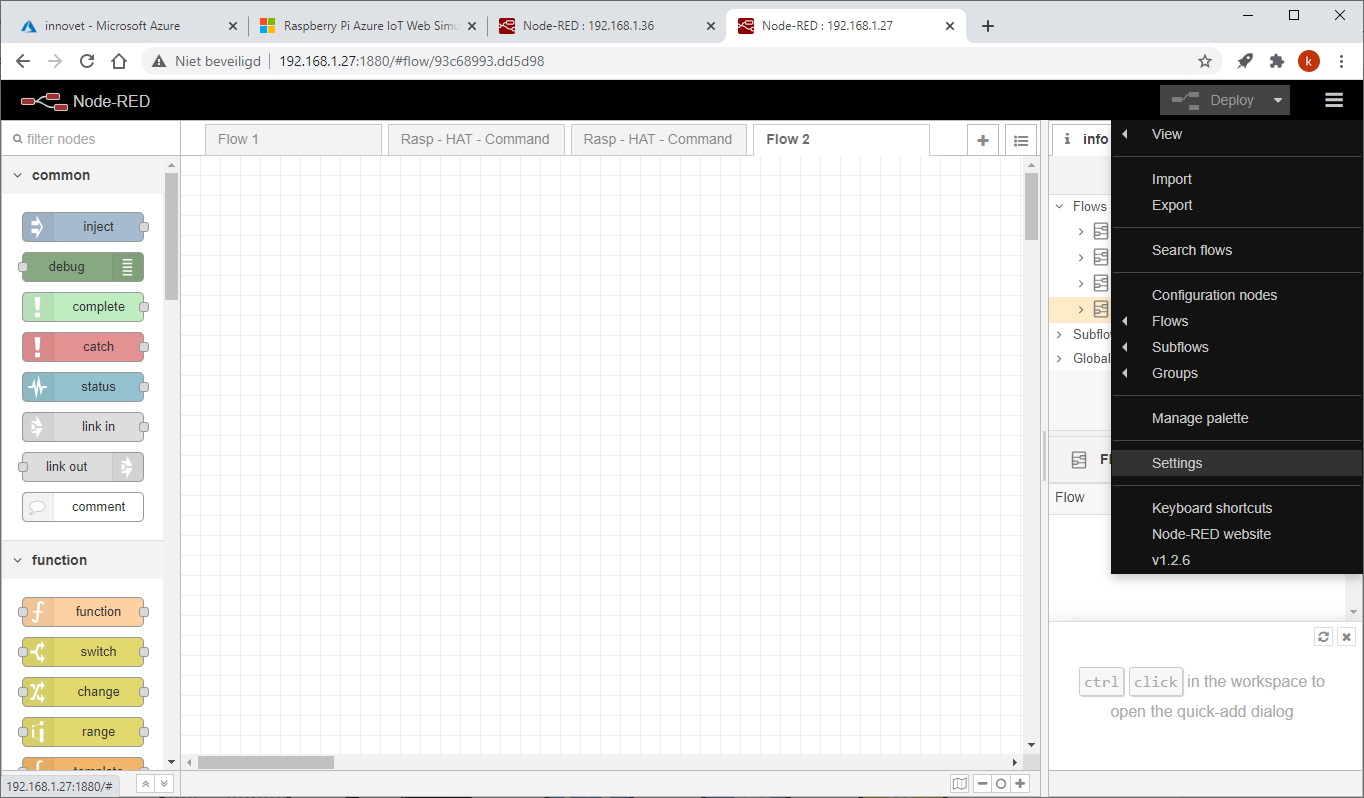 innovet - Microsoft Azure
Raspberry Pi Azure IoT Web Simu
Node-RED : 192.168.1.36
Node-RED : 192.168.1.27
Niet beveiligd
192.168.1.27:1880/#flow/93c68993.dd5d98
k
Node-RED
Deploy
filter nodes
Flow 1
Rasp - HAT - Command
Rasp - HAT - Command
Flow 2
info
common
inject
debug
complete
catch
status
link in
link out
comment
function
function
switch
change
range
template
192.168.1.27:1880/#
Flows
Subflo
Global
Fl
Flow
View
Import
Export
Search flows
Configuration nodes
Flows
Subflows
Groups
Manage palette
Settings
Keyboard shortcuts
Node-RED website
v1.2.6
ctrl click in the workspace to
open the quick-add dialog